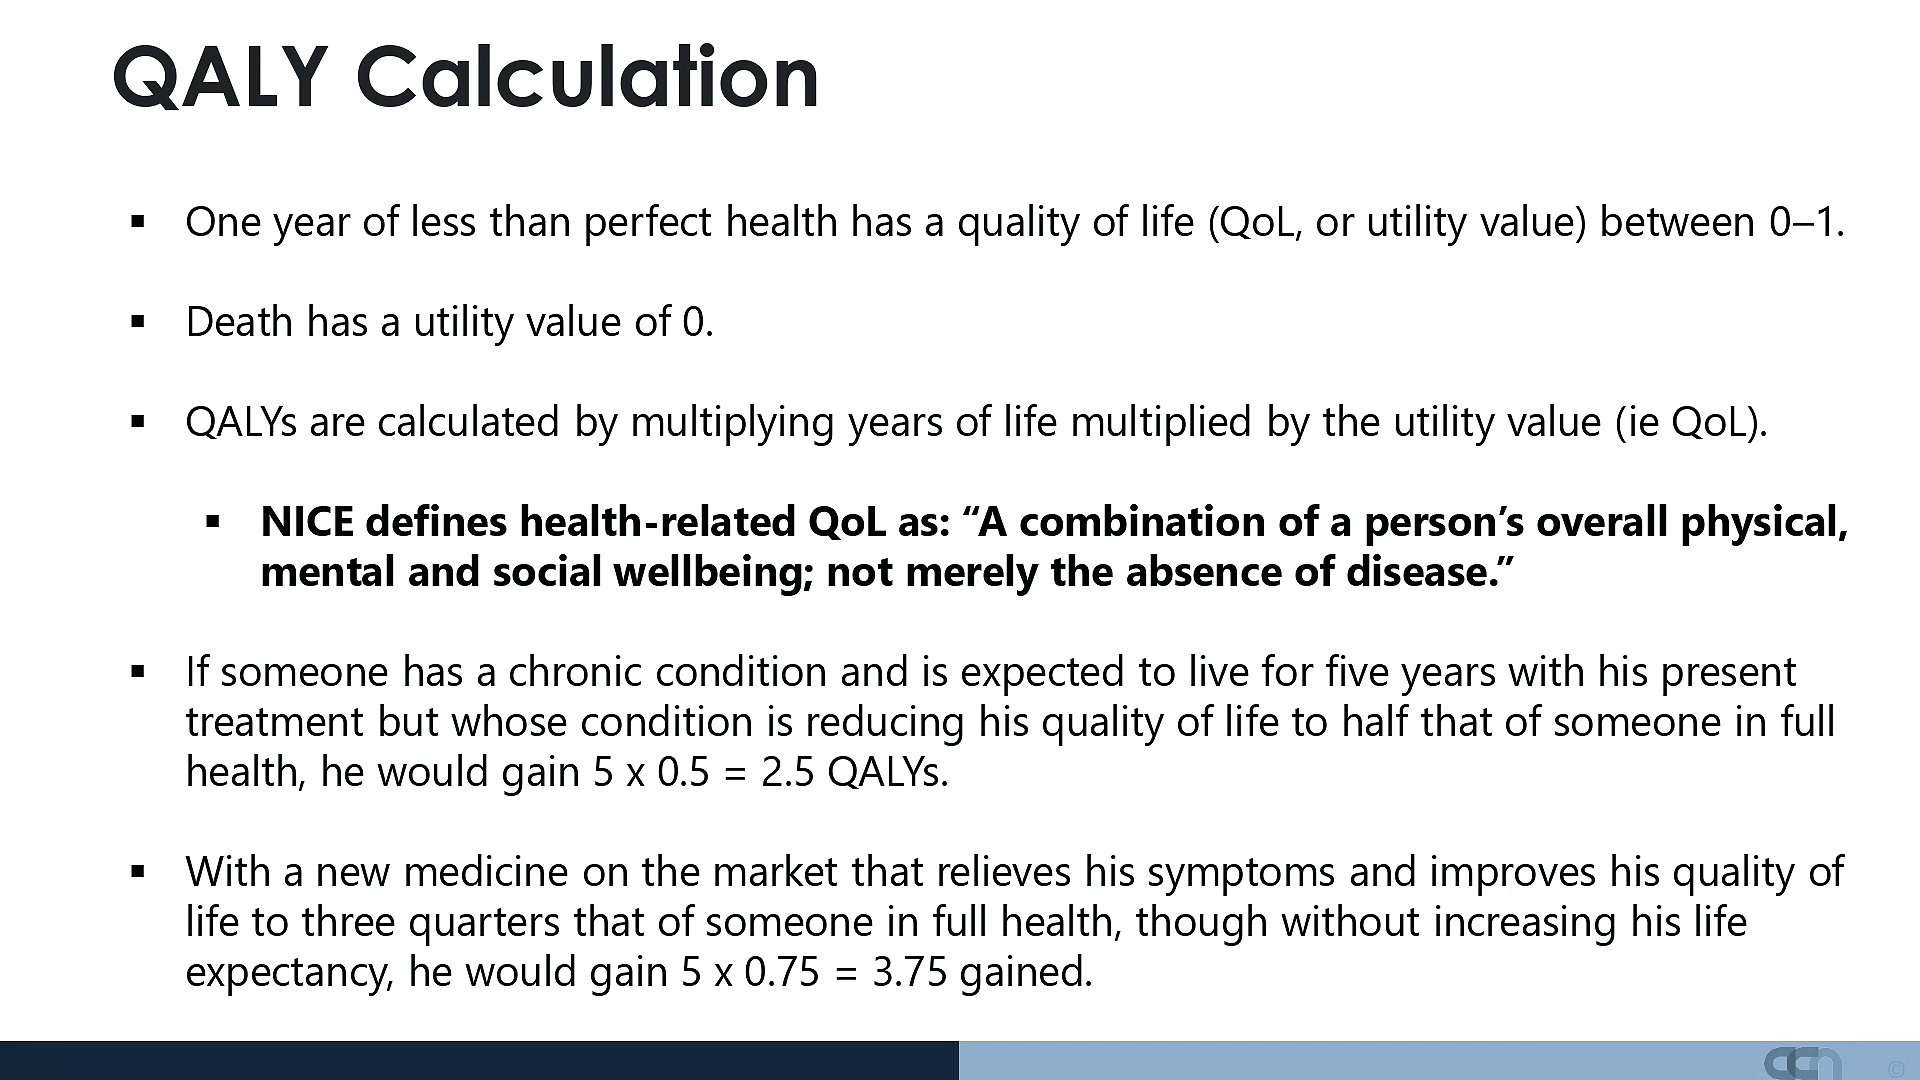 QALY Calculation
▪ One year of less than perfect health has a quality of life (QoL, or utility value) between 0–1.
▪ Death has a utility value of 0.
▪ QALYs are calculated by multiplying years of life multiplied by the utility value (ie QoL).
▪ NICE defines health-related QoL as: “A combination of a person’s overall physical,
mental and social wellbeing; not merely the absence of disease.”
▪ If someone has a chronic condition and is expected to live for five years with his present
treatment but whose condition is reducing his quality of life to half that of someone in full
health, he would gain 5 x 0.5 = 2.5 QALYs.
▪ With a new medicine on the market that relieves his symptoms and improves his quality of
life to three quarters that of someone in full health, though without increasing his life
expectancy, he would gain 5 x 0.75 = 3.75 gained.
©